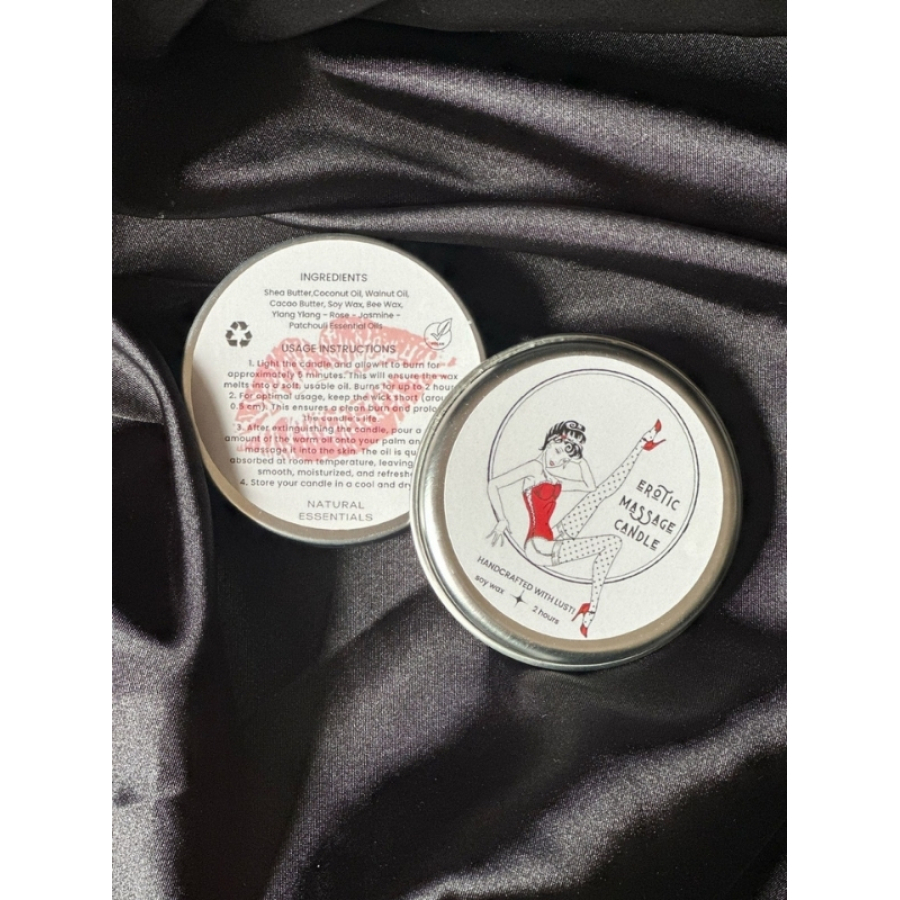 INGREDIENTS
Shea Butter,Coconut Oil, Walnut Oil,
Cacao Butter, Soy Wax, Bee Wax,
Ylang Ylang - Rose - Jasmine -
Patchouli Essential Oils
USAGE INSTRUCTIONS
1. Light the candle and allow it to burn for
approximately 5 minutes. This will ensure the wax
melts into a soft, usable oil. Burns for up to 2 hour
2. For optimal usage, keep the wick short (arou
0.5 cm). This ensures a clean burn and prolo
candle's life.
3. After extinguishing the candle, pour a
amount of the warm oil onto your palm an
massage it into the skin. The oil is qu
absorbed at room temperature, leaving
smooth, moisturized, and refreshe
4. Store your candle in a cool and dry
NATURAL
ESSENTIALS
EROTIC
MASSAGE
CANDLE
HANDCRAFTED WITH LUST!
soy wax 2 hours